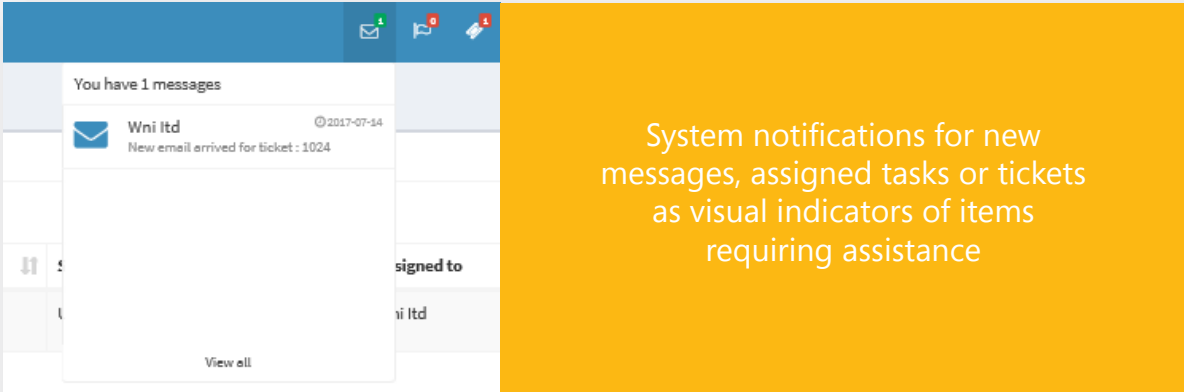 1 0 1
You have 1 messages
Wni ltd 2017-07-14
New email arrived for ticket : 1024
signed to
ni ltd
View all
System notifications for new
messages, assigned tasks or tickets
as visual indicators of items
requiring assistance